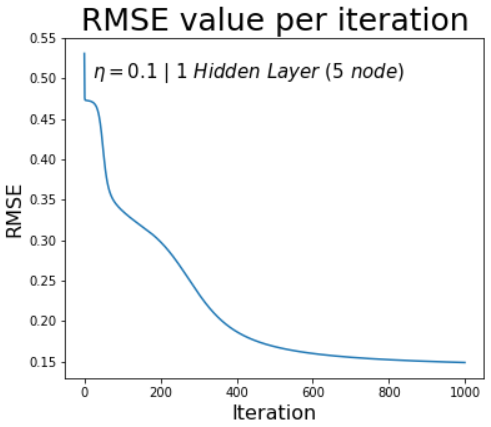 RMSE value per iteration
η = 0.1 | 1 Hidden Layer (5 node)
0.55
0.50
0.45
0.40
0.35
0.30
0.25
0.20
0.15
RMSE
0 200 400 600 800 1000
Iteration